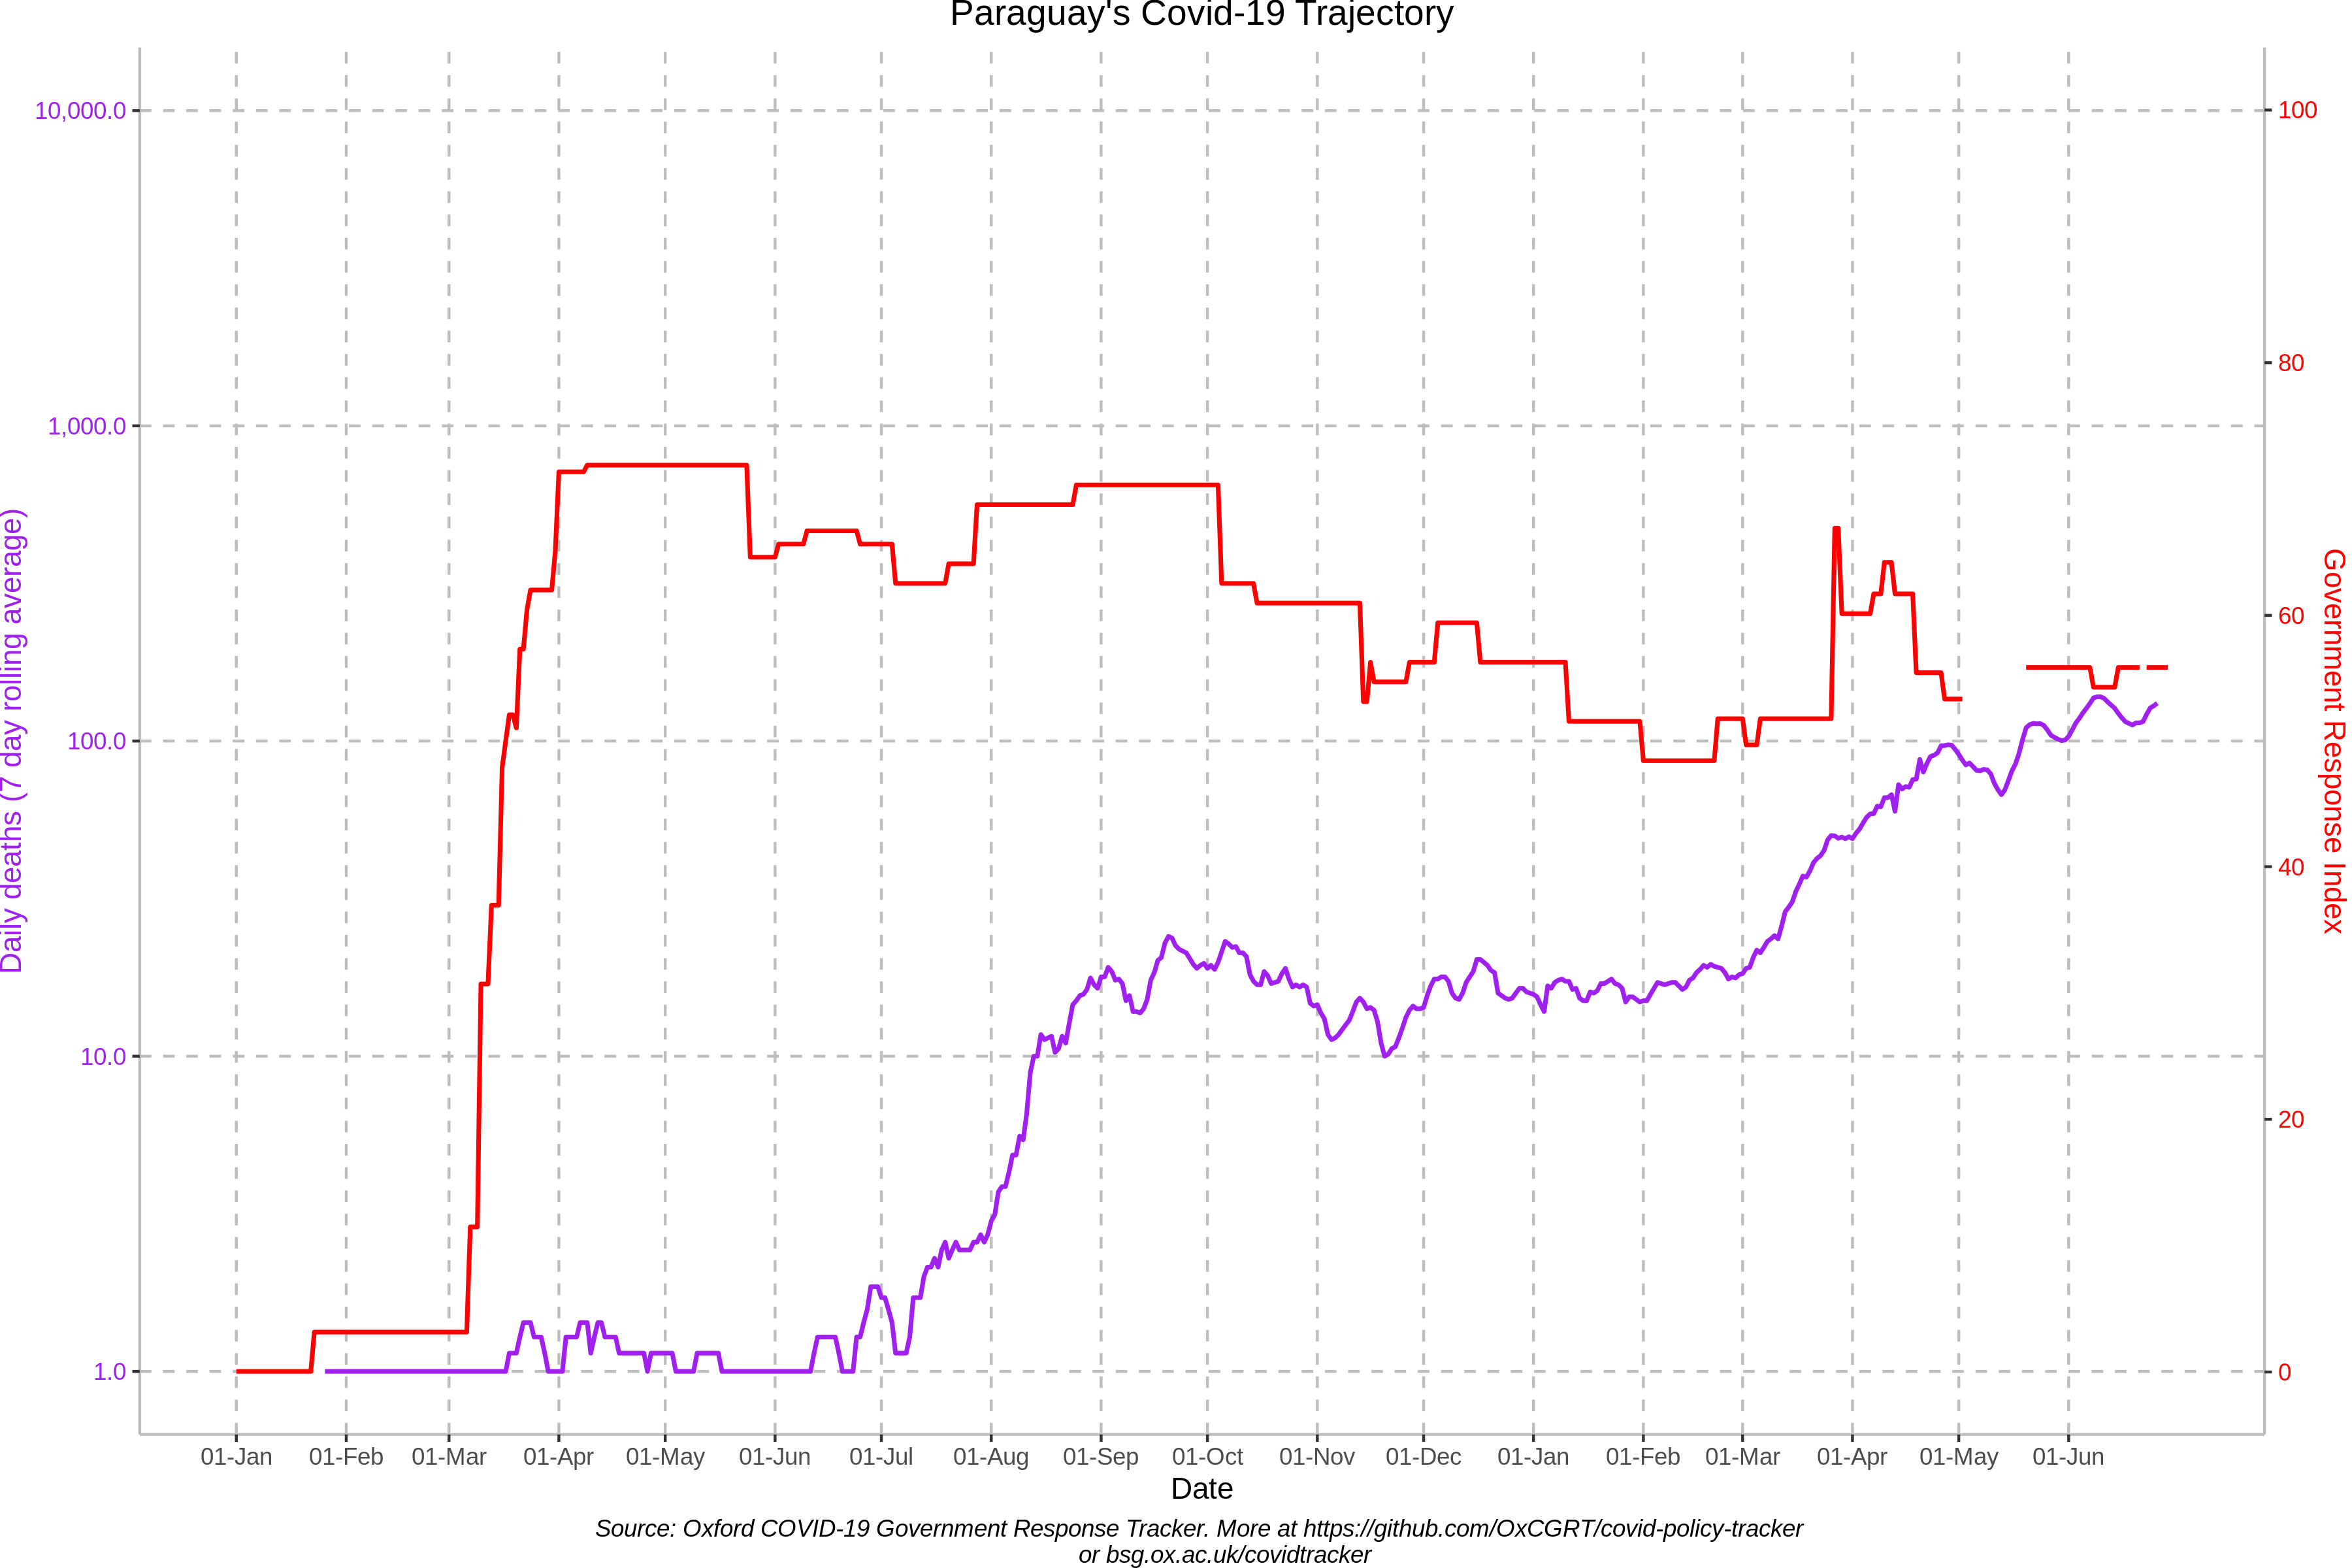 Paraguay's Covid-19 Trajectory
10,000.0
1,000.0
100.0
10.0
1.0
Daily deaths (7 day rolling average)
100
80
60
40
20
0
Government Response Index
01-Jan 01-Feb 01-Mar 01-Apr 01-May 01-Jun 01-Jul 01-Aug 01-Sep 01-Oct 01-Nov 01-Dec 01-Jan 01-Feb 01-Mar 01-Apr 01-May 01-Jun
Date
Source: Oxford COVID-19 Government Response Tracker. More at https://github.com/OxCGRT/covid-policy-tracker
or bsg.ox.ac.uk/covidtracker